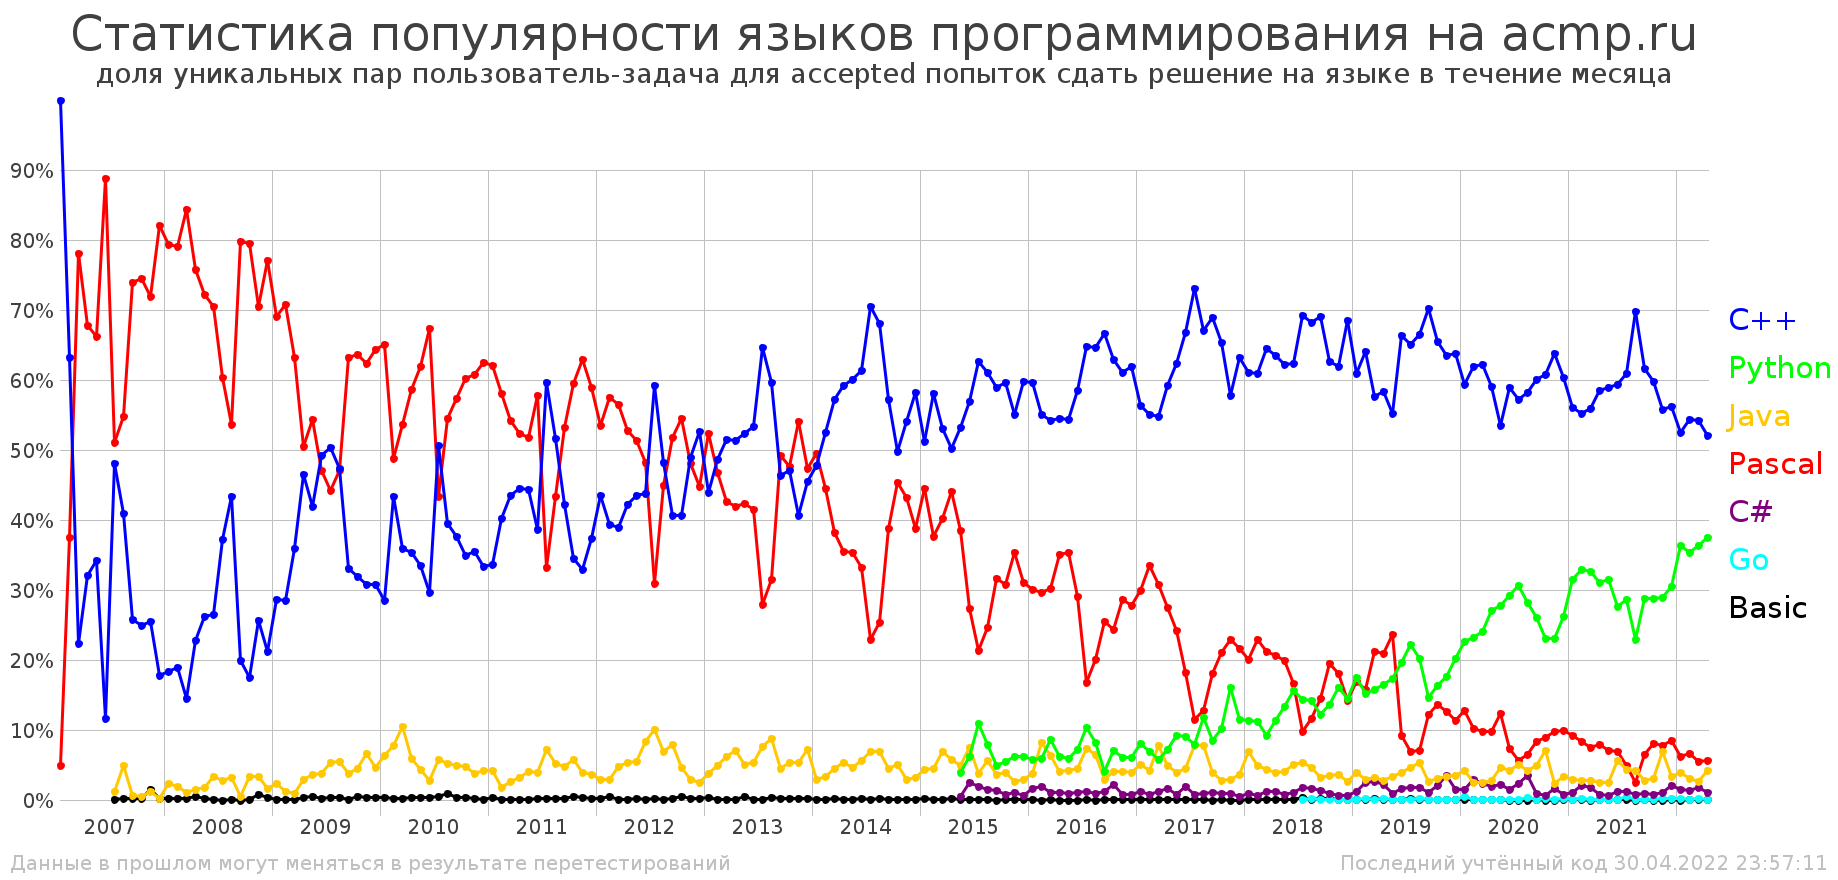 Статистика популярности языков программирования на acmp.ru
доля уникальных пар пользователь-задача для accepted попыток сдать решение на языке в течение месяца
90%
80%
70%
60%
50%
40%
30%
20%
10%
0%
2007 2008 2009 2010 2011 2012 2013 2014 2015 2016 2017 2018 2019 2020 2021
C++
Python
Java
Pascal
C#
Go
Basic
Данные в прошлом могут меняться в результате перетестирований
Последний учтённый код 30.04.2022 23:57:11